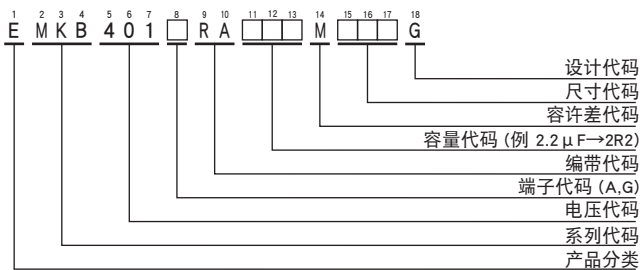 1 2 3 4 5 6 7 8 9 10 11 12 13 14 15 16 17 18
E MKB 401 □ RA □□□ M □□□ G
设计代码
尺寸代码
容许差代码
容量代码 (例 2.2μF→2R2)
编带代码
端子代码 (A,G)
电压代码
系列代码
产品分类